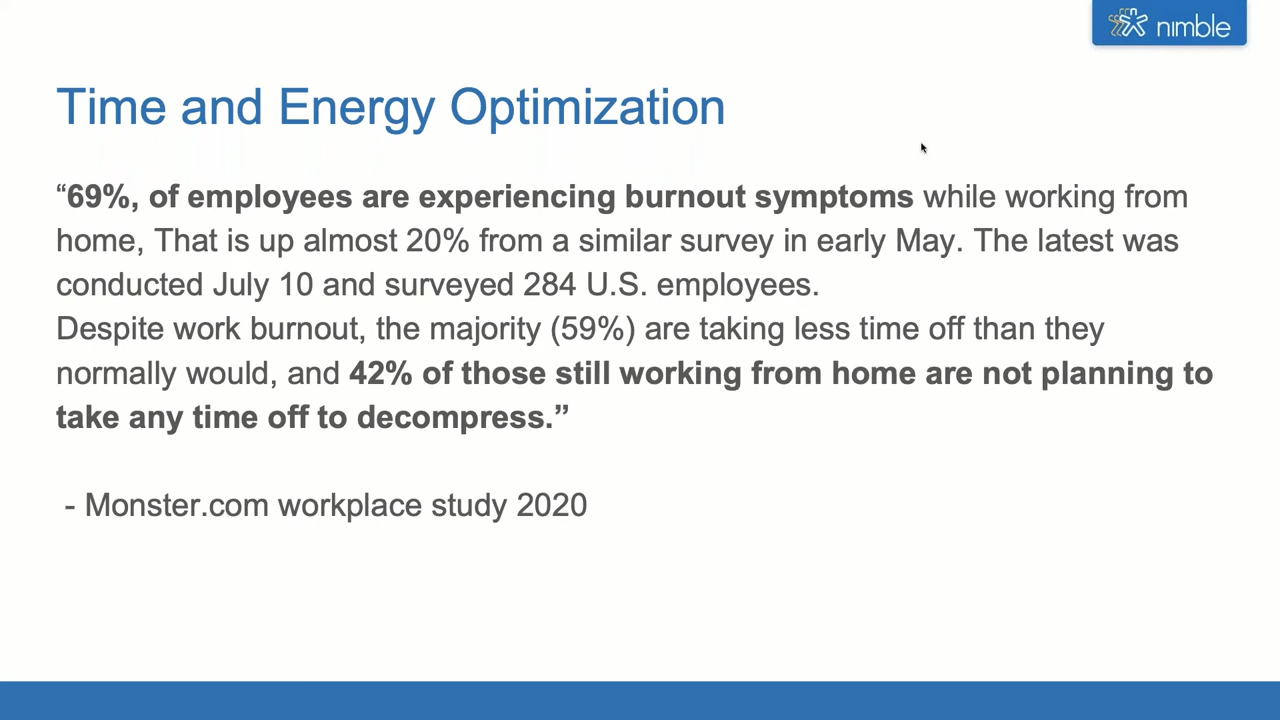 nimble
Time and Energy Optimization
“69%, of employees are experiencing burnout symptoms while working from
home, That is up almost 20% from a similar survey in early May. The latest was
conducted July 10 and surveyed 284 U.S. employees.
Despite work burnout, the majority (59%) are taking less time off than they
normally would, and 42% of those still working from home are not planning to
take any time off to decompress.”
- Monster.com workplace study 2020